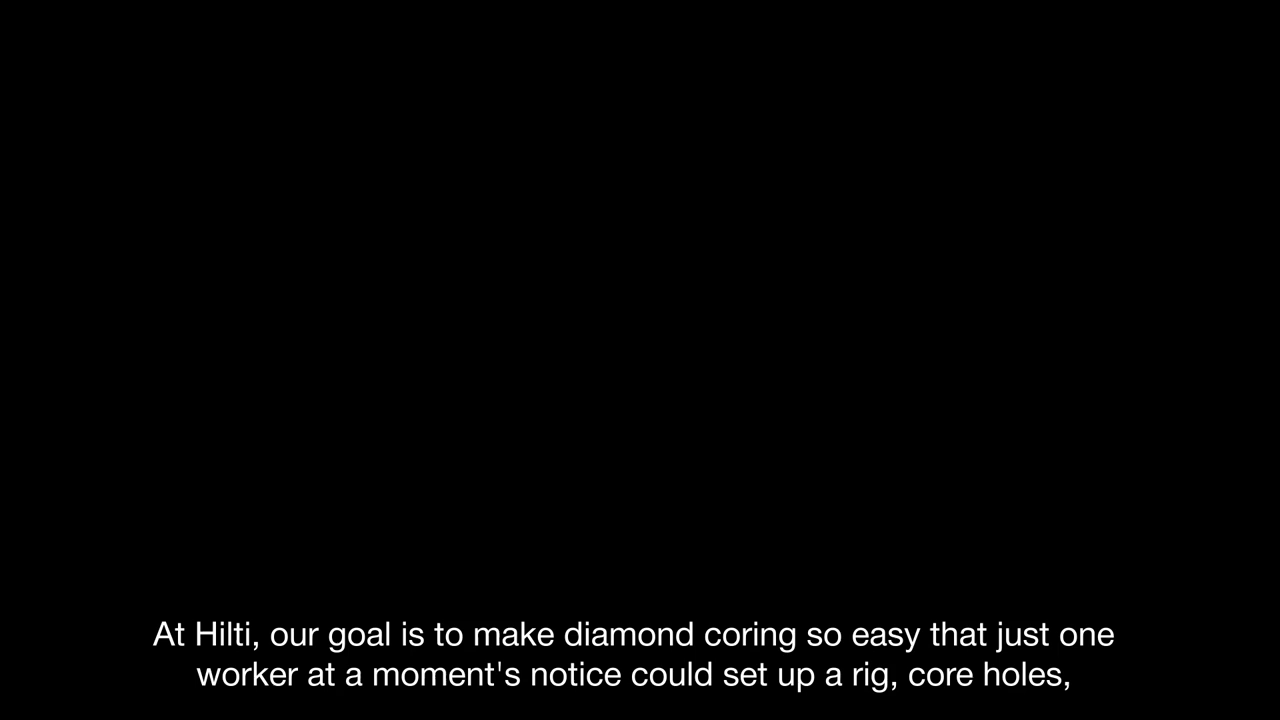 At Hilti, our goal is to make diamond coring so easy that just one
worker at a moment's notice could set up a rig, core holes,